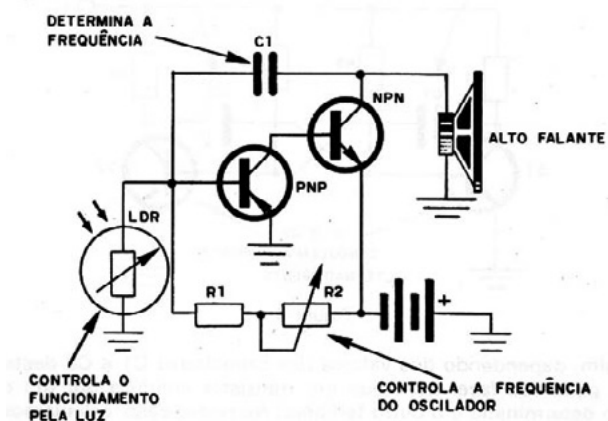 DETERMINA A
FREQUÊNCIA
C1
NPN
ALTO FALANTE
PNP
LDR
R1
R2
+
CONTROLA O
FUNCIONAMENTO
PELA LUZ
CONTROLA A FREQUÊNCIA
DO OSCILADOR